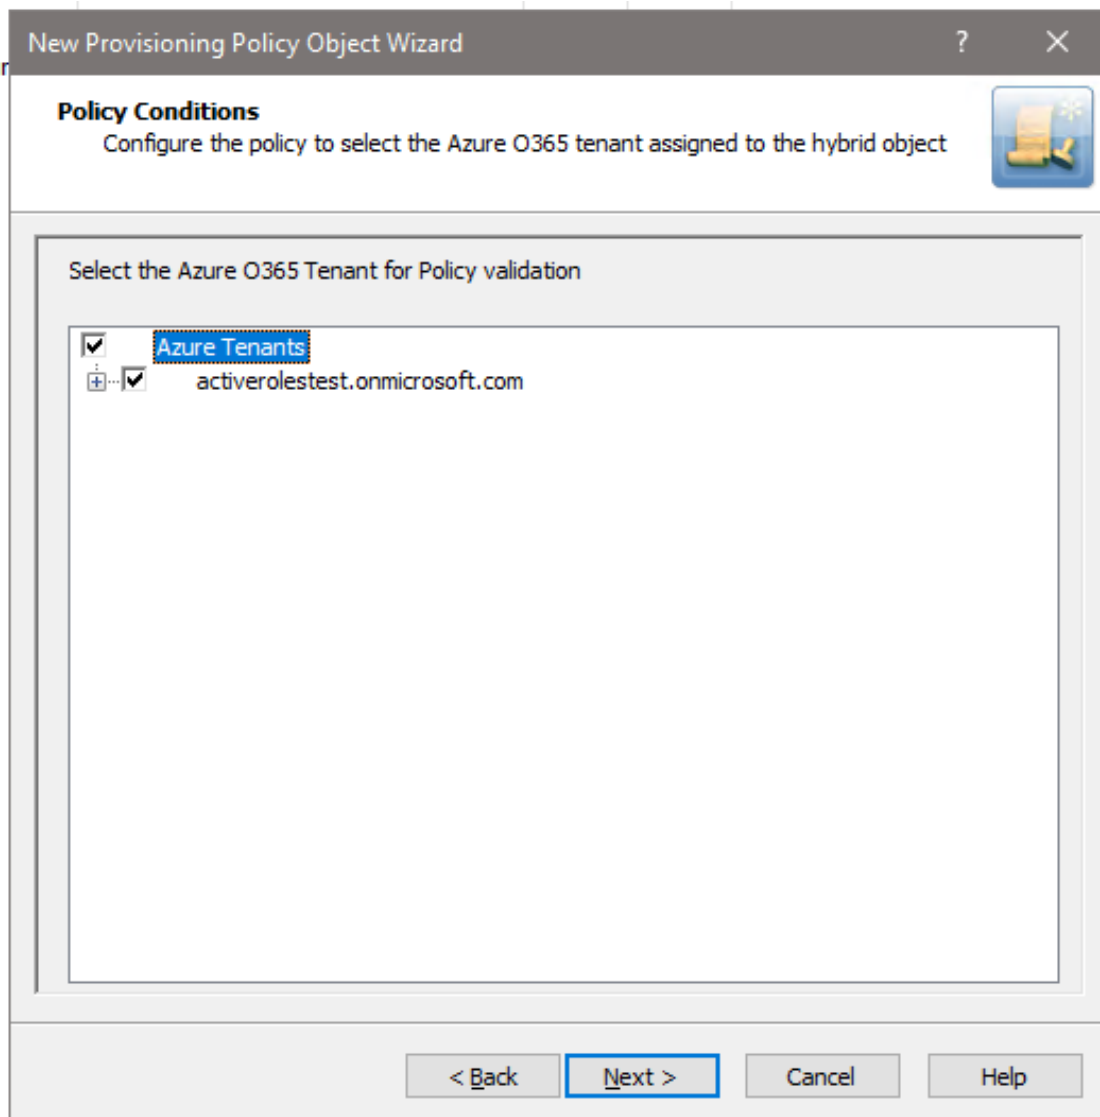 New Provisioning Policy Object Wizard
?
Policy Conditions
Configure the policy to select the Azure O365 tenant assigned to the hybrid object
Select the Azure O365 Tenant for Policy validation
Azure Tenants
activerolestest.onmicrosoft.com
< Back
Next >
Cancel
Help